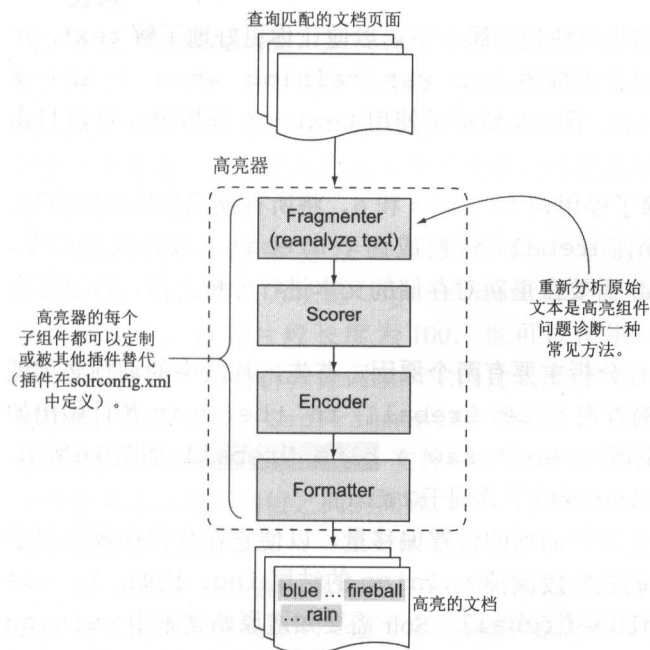 查询匹配的文档页面
高亮器
Fragmenter
(reanalyze text)
Scorer
Encoder
Formatter
高亮器的每个
子组件都可以定制
或被其他插件替代
(插件在solrconfig.xml
中定义)。
重新分析原始
文本是高亮组件
问题诊断一种
常见方法。
blue ... fireball
... rain
高亮的文档